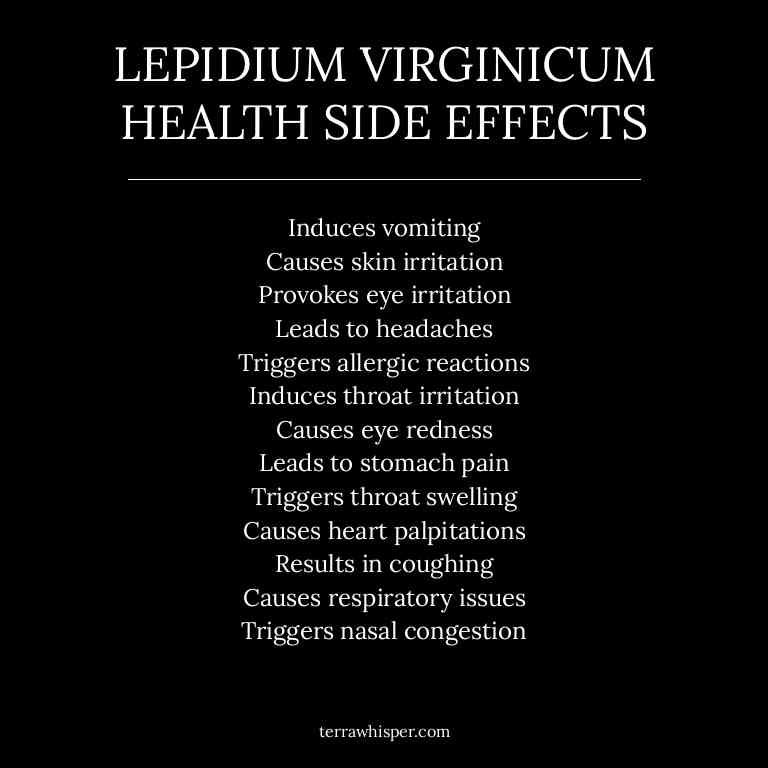 LEPIDIUM VIRGINICUM
HEALTH SIDE EFFECTS
Induces vomiting
Causes skin irritation
Provokes eye irritation
Leads to headaches
Triggers allergic reactions
Induces throat irritation
Causes eye redness
Leads to stomach pain
Triggers throat swelling
Causes heart palpitations
Results in coughing
Causes respiratory issues
Triggers nasal congestion
terrawhisper.com